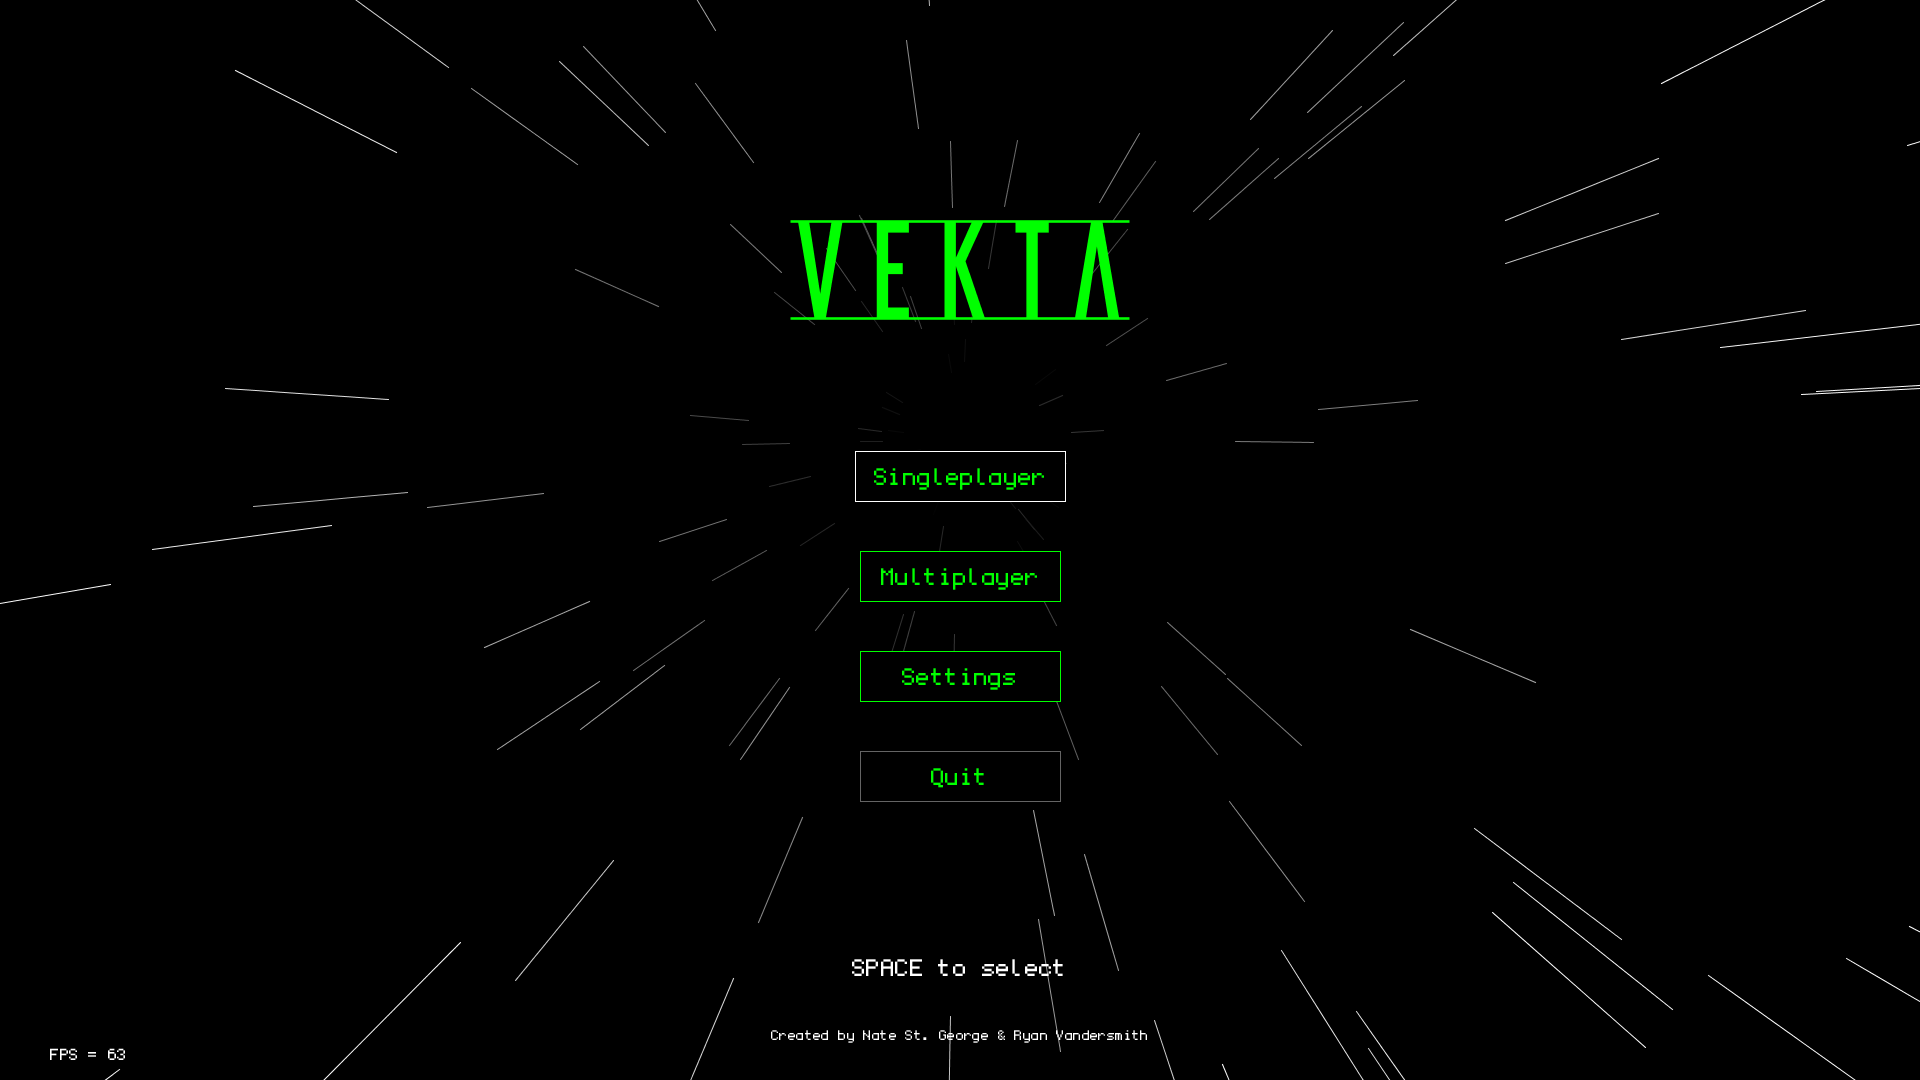 VEKTA
Singleplayer
Multiplayer
Settings
Quit
SPACE to select
Created by Nate St. George & Ryan Vandersmith
FPS = 63